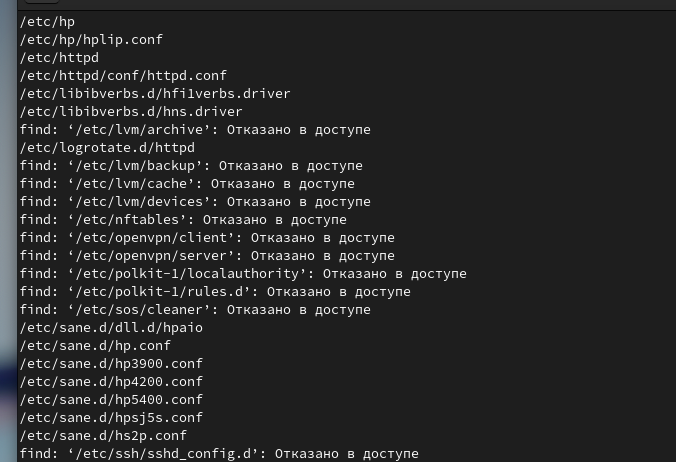 /etc/hp
/etc/hp/hplip.conf
/etc/httpd
/etc/httpd/conf/httpd.conf
/etc/libibverbs.d/hfi1verbs.driver
/etc/libibverbs.d/hns.driver
find: ‘/etc/lvm/archive’: Отказано в доступе
/etc/logrotate.d/httpd
find: ‘/etc/lvm/backup’: Отказано в доступе
find: ‘/etc/lvm/cache’: Отказано в доступе
find: ‘/etc/lvm/devices’: Отказано в доступе
find: ‘/etc/nftables’: Отказано в доступе
find: ‘/etc/openvpn/client’: Отказано в доступе
find: ‘/etc/openvpn/server’: Отказано в доступе
find: ‘/etc/polkit-1/localauthority’: Отказано в доступе
find: ‘/etc/polkit-1/rules.d’: Отказано в доступе
find: ‘/etc/sos/cleaner’: Отказано в доступе
/etc/sane.d/dll.d/hpaio
/etc/sane.d/hp.conf
/etc/sane.d/hp3900.conf
/etc/sane.d/hp4200.conf
/etc/sane.d/hp5400.conf
/etc/sane.d/hpsj5s.conf
/etc/sane.d/hs2p.conf
find: ‘/etc/ssh/sshd_config.d’: Отказано в доступе